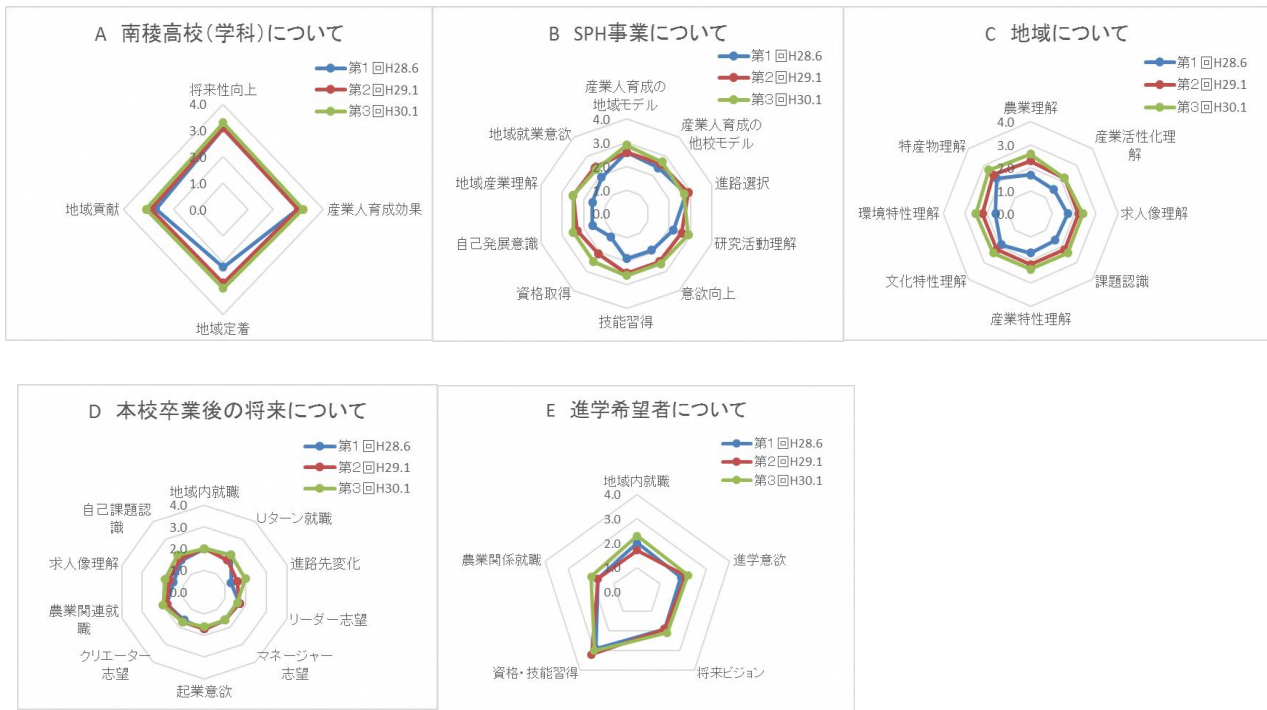 A 南稜高校（学科）について
第１回H28.6
第２回H29.1
第３回H30.1
将来性向上
4.0
3.0
2.0
1.0
0.0
地域貢献
産業人育成効果
地域定着
B SPH事業について
第１回H28.6
第２回H29.1
第３回H30.1
産業人育成の
地域モデル
産業人育成の
他校モデル
地域就業意欲
4.0
3.0
2.0
1.0
0.0
進路選択
地域産業理解
研究活動理解
自己発展意識
意欲向上
資格取得
技能習得
C 地域について
第１回H28.6
第２回H29.1
第３回H30.1
農業理解
産業活性化理
解
特産物理解
4.0
3.0
2.0
1.0
0.0
求人像理解
環境特性理解
課題認識
文化特性理解
産業特性理解
D 本校卒業後の将来について
第１回H28.6
第２回H29.1
第３回H30.1
地域内就職
Uターン就職
自己課題認
識
4.0
3.0
2.0
1.0
0.0
進路先変化
求人像理解
リーダー志望
農業関連就
職
マネージャー
志望
クリエーター
志望
起業意欲
E 進学希望者について
第１回H28.6
第２回H29.1
第３回H30.1
地域内就職
4.0
3.0
2.0
1.0
0.0
進学意欲
農業関係就職
将来ビジョン
資格・技能習得